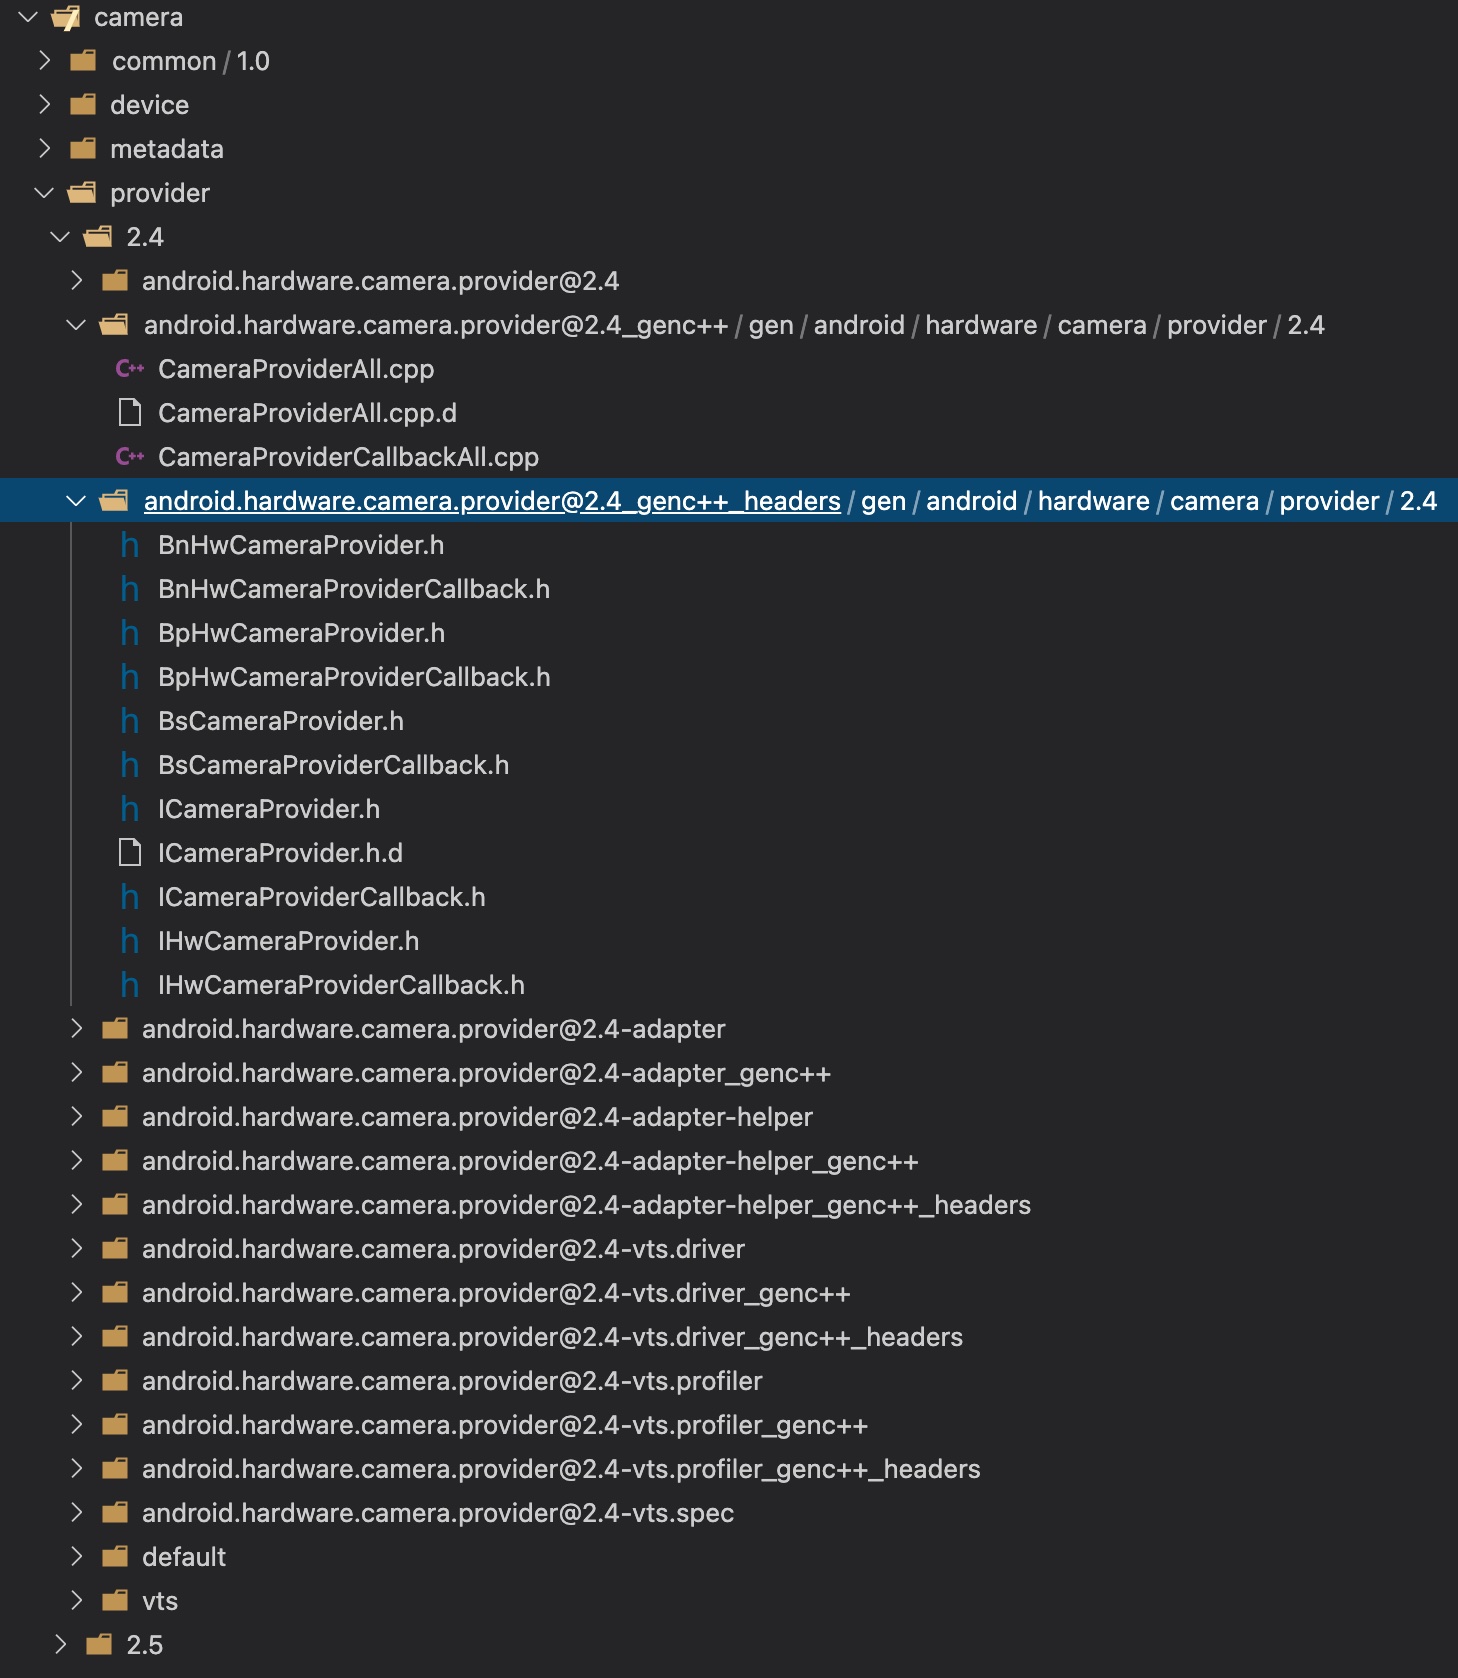 camera
common / 1.0
device
metadata
provider
2.4
android.hardware.camera.provider@2.4
android.hardware.camera.provider@2.4_genc++ / gen / android / hardware / camera / provider / 2.4
C++ CameraProviderAll.cpp
CameraProviderAll.cpp.d
C++ CameraProviderCallbackAll.cpp
android.hardware.camera.provider@2.4_genc++_headers / gen / android / hardware / camera / provider / 2.4
h BnHwCameraProvider.h
h BnHwCameraProviderCallback.h
h BpHwCameraProvider.h
h BpHwCameraProviderCallback.h
h BsCameraProvider.h
h BsCameraProviderCallback.h
h ICameraProvider.h
ICameraProvider.h.d
h ICameraProviderCallback.h
h IHwCameraProvider.h
h IHwCameraProviderCallback.h
android.hardware.camera.provider@2.4-adapter
android.hardware.camera.provider@2.4-adapter_genc++
android.hardware.camera.provider@2.4-adapter-helper
android.hardware.camera.provider@2.4-adapter-helper_genc++
android.hardware.camera.provider@2.4-adapter-helper_genc++_headers
android.hardware.camera.provider@2.4-vts.driver
android.hardware.camera.provider@2.4-vts.driver_genc++
android.hardware.camera.provider@2.4-vts.driver_genc++_headers
android.hardware.camera.provider@2.4-vts.profiler
android.hardware.camera.provider@2.4-vts.profiler_genc++
android.hardware.camera.provider@2.4-vts.profiler_genc++_headers
android.hardware.camera.provider@2.4-vts.spec
default
vts
2.5